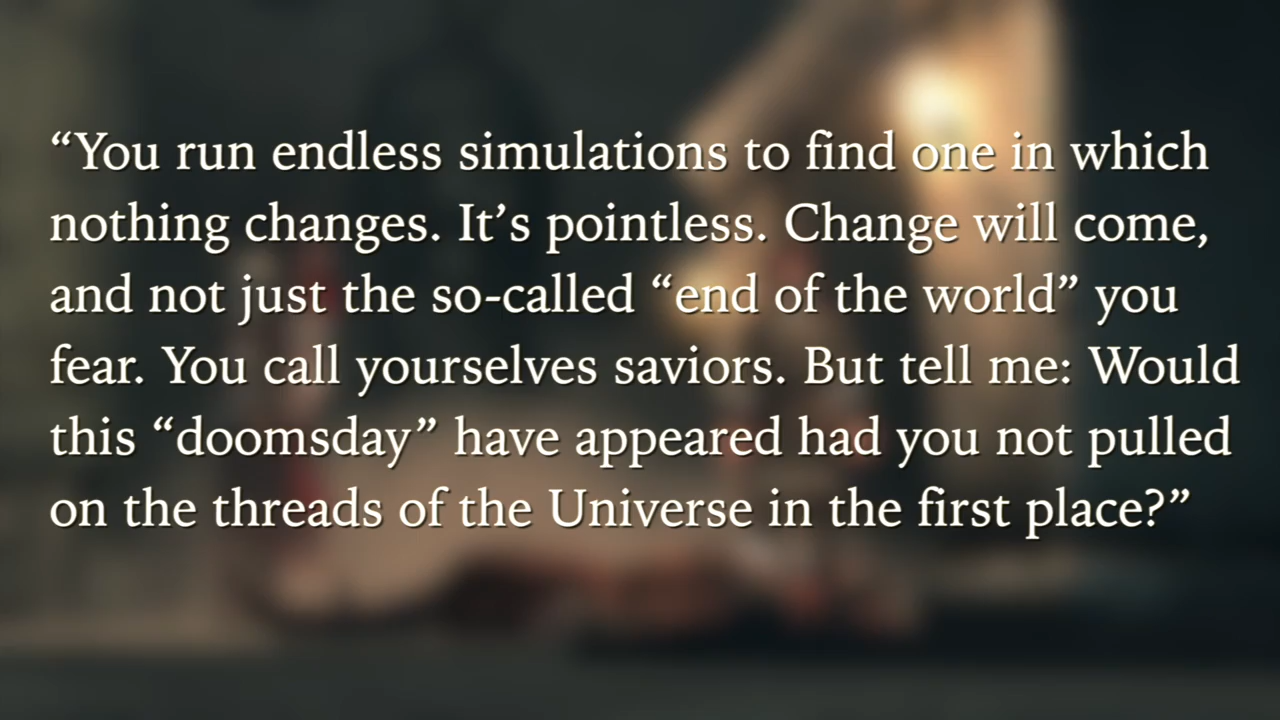 “You run endless simulations to find one in which
nothing changes. It’s pointless. Change will come,
and not just the so-called “end of the world” you
fear. You call yourselves saviors. But tell me: Would
this “doomsday” have appeared had you not pulled
on the threads of the Universe in the first place?”